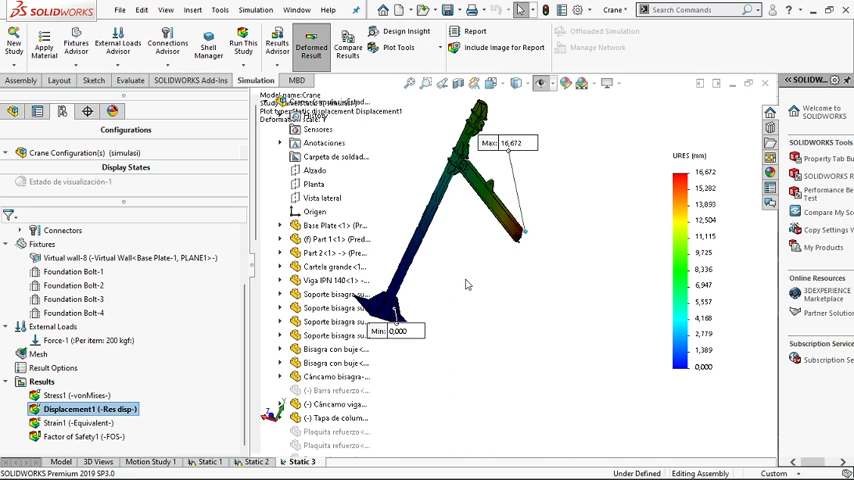 SOLIDWORKS
File Edit View Insert Tools Simulation Window Help
Crane *
Search Commands
New Study
Apply Material
Fixtures Advisor
External Loads Advisor
Connections Advisor
Shell Manager
Run This Study
Results Advisor
Deformed Result
Compare Results
Design Insight
Plot Tools
Report
Include Image for Report
Offloaded Simulation
Manage Network
Assembly Layout Sketch Evaluate SOLIDWORKS Add-Ins Simulation MBD
Configurations
Crane Configuration(s) (simulasi)
Display States
Estado de visualización-1
Connectors
Fixtures
Virtual wall-8 (-Virtual Wall<Base Plate-1, PLANE1>-)
Foundation Bolt-1
Foundation Bolt-2
Foundation Bolt-3
Foundation Bolt-4
External Loads
Force-1 (:Per item: 200 kgf:)
Mesh
Result Options
Results
Stress1 (-vonMises-)
Displacement1 (-Res disp-)
Strain1 (-Equivalent-)
Factor of Safety1 (-FOS-)
Model name:Crane
Plot type: Static displacement Displacement1
Sensores
Anotaciones
Carpeta de soldad...
Alzado
Planta
Vista lateral
Origen
Base Plate <1> (Pr...
(f) Part 1<1> (Pred...
Part 2<1> -> (Pred...
Cartela grande<1...
Viga IPN 140<1> -...
Soporte bisagra su...
Soporte bisagra su...
Soporte bisagra su...
Soporte bisagra su...
Bisagra con buje<...
Bisagra con buje<...
Cáncamo bisagra-...
(-) Barra refuerzo<...
(-) Cáncamo viga...
(-) Tapa de colum...
Plaquita refuerzo<...
Plaquita refuerzo<...
Max: 16,672
Min: 0,000
URES (mm)
16,672
15,282
13,893
12,504
11,115
9,725
8,336
6,947
5,557
4,168
2,779
1,389
0,000
SOLIDW...
Welcome to SOLIDWORKS
SOLIDWORKS Tools
Property Tab Bu
SOLIDWORKS R
Performance Be Test
Compare My Sco
Copy Settings V
My Products
Online Resources
3DEXPERIENCE Marketplace
Partner Solution
Subscription Servic
Subscription Se
Model 3D Views Motion Study 1 Static 1 Static 2 Static 3
SOLIDWORKS Premium 2019 SP3.0
Under Defined Editing Assembly Custom